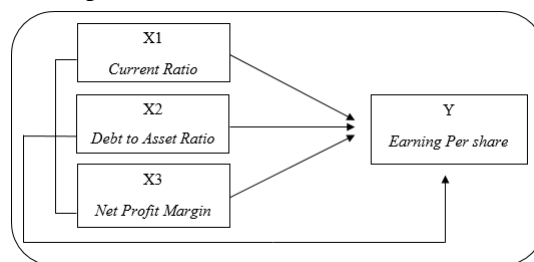 X1
Current Ratio
X2
Debt to Asset Ratio
X3
Net Profit Margin
Y
Earning Per share